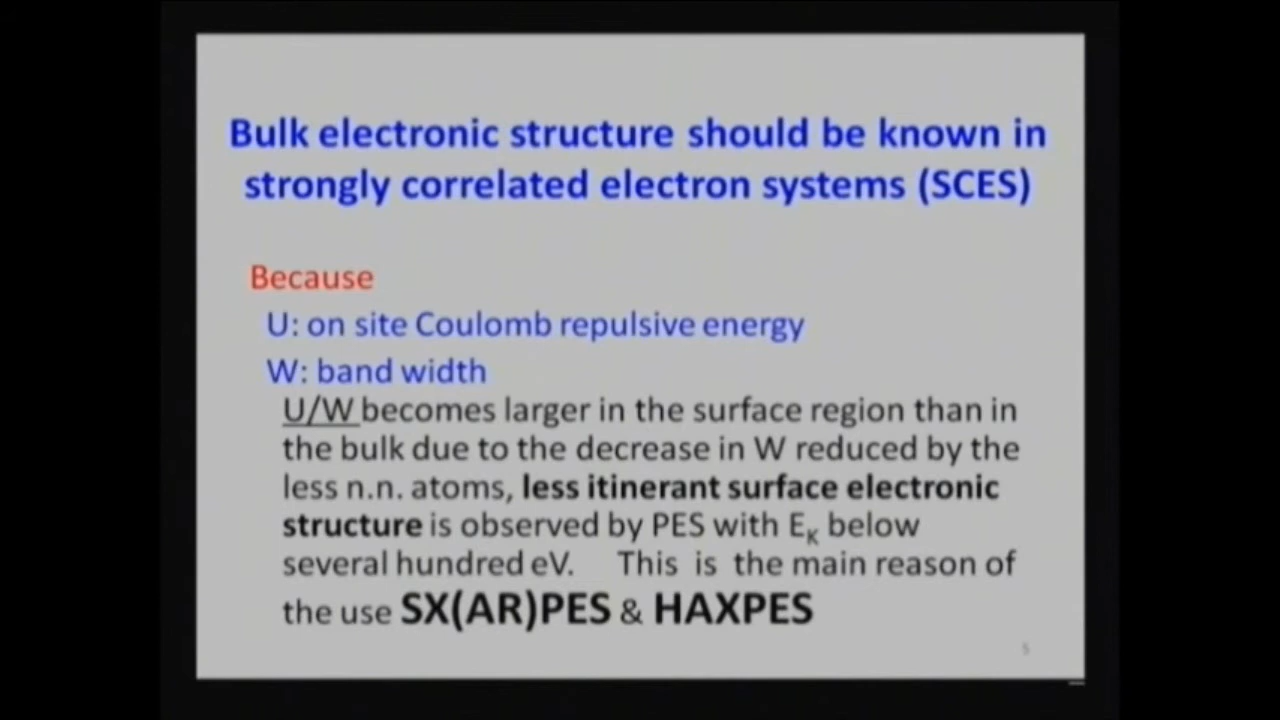 Bulk electronic structure should be known in
strongly correlated electron systems (SCES)
Because
U: on site Coulomb repulsive energy
W: band width
U/W becomes larger in the surface region than in
the bulk due to the decrease in W reduced by the
less n.n. atoms, less itinerant surface electronic
structure is observed by PES with EK below
several hundred eV. This is the main reason of
the use SX(AR)PES & HAXPES
5